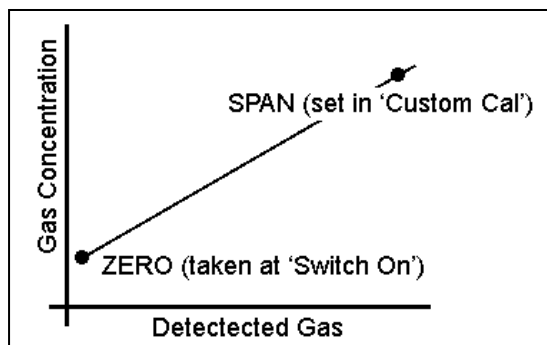 Gas Concentration
SPAN (set in ‘Custom Cal’)
ZERO (taken at ‘Switch On’)
Detectected Gas